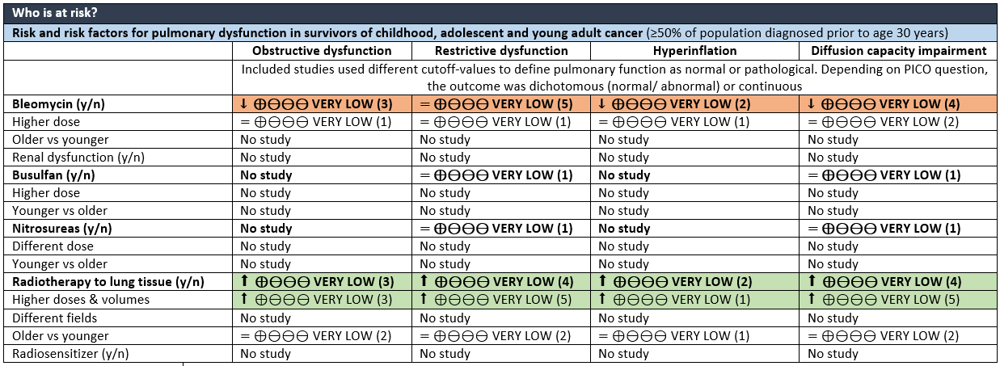 Who is at risk?
Risk and risk factors for pulmonary dysfunction in survivors of childhood, adolescent and young adult cancer (≥50% of population diagnosed prior to age 30 years)
Obstructive dysfunction Restrictive dysfunction Hyperinflation Diffusion capacity impairment
Included studies used different cutoff-values to define pulmonary function as normal or pathological. Depending on PICO question,
the outcome was dichotomous (normal/ abnormal) or continuous
Bleomycin (y/n) ↓ ⊕⊖⊖⊖ VERY LOW (3) = ⊕⊖⊖⊖ VERY LOW (5) ↓ ⊕⊖⊖⊖ VERY LOW (2) ↓ ⊕⊖⊖⊖ VERY LOW (4)
Higher dose = ⊕⊖⊖⊖ VERY LOW (1) = ⊕⊖⊖⊖ VERY LOW (1) = ⊕⊖⊖⊖ VERY LOW (1) = ⊕⊖⊖⊖ VERY LOW (2)
Older vs younger No study No study No study No study
Renal dysfunction (y/n) No study No study No study No study
Busulfan (y/n) No study = ⊕⊖⊖⊖ VERY LOW (1) No study = ⊕⊖⊖⊖ VERY LOW (1)
Higher dose No study No study No study No study
Younger vs older No study No study No study No study
Nitrosureas (y/n) No study = ⊕⊖⊖⊖ VERY LOW (1) No study = ⊕⊖⊖⊖ VERY LOW (1)
Different dose No study No study No study No study
Younger vs older No study No study No study No study
Radiotherapy to lung tissue (y/n) ↑ ⊕⊖⊖⊖ VERY LOW (3) ↑ ⊕⊖⊖⊖ VERY LOW (4) ↑ ⊕⊖⊖⊖ VERY LOW (2) ↑ ⊕⊖⊖⊖ VERY LOW (4)
Higher doses & volumes ↑ ⊕⊖⊖⊖ VERY LOW (3) ↑ ⊕⊖⊖⊖ VERY LOW (5) ↑ ⊕⊖⊖⊖ VERY LOW (1) ↑ ⊕⊖⊖⊖ VERY LOW (5)
Different fields No study No study No study No study
Older vs younger = ⊕⊖⊖⊖ VERY LOW (2) = ⊕⊖⊖⊖ VERY LOW (2) = ⊕⊖⊖⊖ VERY LOW (1) = ⊕⊖⊖⊖ VERY LOW (2)
Radiosensitizer (y/n) No study No study No study No study